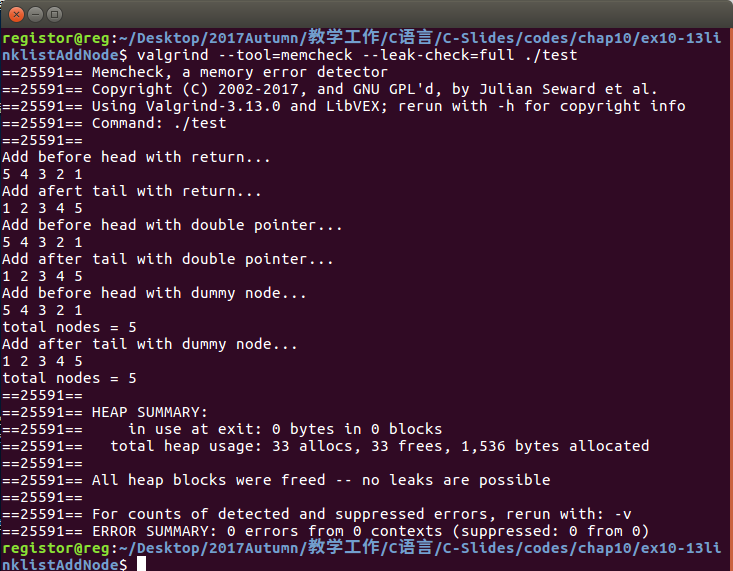 registor@reg:~/Desktop/2017Autumn/教学工作/C语言/C-Slides/codes/chap10/ex10-13li
nklistAddNode$ valgrind --tool=memcheck --leak-check=full ./test
==25591== Memcheck, a memory error detector
==25591== Copyright (C) 2002-2017, and GNU GPL'd, by Julian Seward et al.
==25591== Using Valgrind-3.13.0 and LibVEX; rerun with -h for copyright info
==25591== Command: ./test
==25591==
Add before head with return...
5 4 3 2 1
Add afert tail with return...
1 2 3 4 5
Add before head with double pointer...
5 4 3 2 1
Add after tail with double pointer...
1 2 3 4 5
Add before head with dummy node...
5 4 3 2 1
total nodes = 5
Add after tail with dummy node...
1 2 3 4 5
total nodes = 5
==25591==
==25591== HEAP SUMMARY:
==25591==     in use at exit: 0 bytes in 0 blocks
==25591==   total heap usage: 33 allocs, 33 frees, 1,536 bytes allocated
==25591==
==25591== All heap blocks were freed -- no leaks are possible
==25591==
==25591== For counts of detected and suppressed errors, rerun with: -v
==25591== ERROR SUMMARY: 0 errors from 0 contexts (suppressed: 0 from 0)
registor@reg:~/Desktop/2017Autumn/教学工作/C语言/C-Slides/codes/chap10/ex10-13li
nklistAddNode$